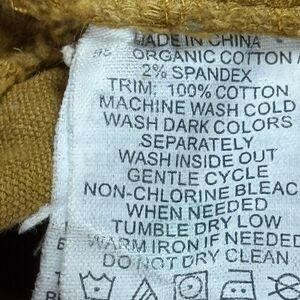 MADE IN CHINA
98% ORGANIC COTTON
2% SPANDEX
TRIM: 100% COTTON
MACHINE WASH COLD
WASH DARK COLORS
SEPARATELY
WASH INSIDE OUT
GENTLE CYCLE
NON-CHLORINE BLEAC
WHEN NEEDED
TUMBLE DRY LOW
WARM IRON IF NEEDED
DO NOT DRY CLEAN